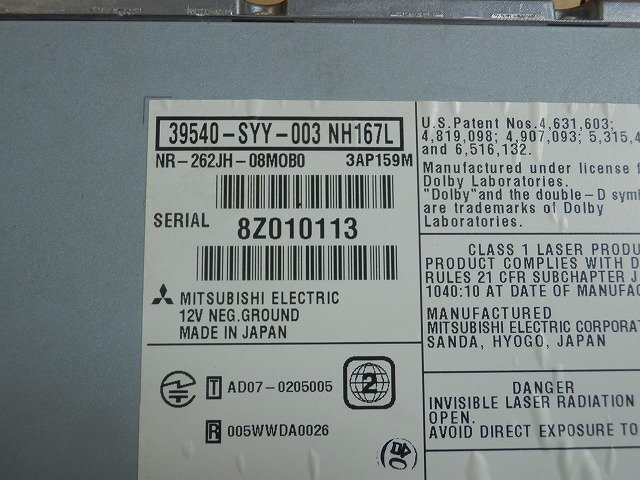 39540-SYY-003 NH167L
NR-262JH-08MOB0 3AP159M
SERIAL 8Z010113
MITSUBISHI ELECTRIC
12V NEG.GROUND
MADE IN JAPAN
T AD07-0205005
2
R 005WWDA0026
U.S.Patent Nos.4,631,603;
4,819,098; 4,907,093; 5,315,4
and 6,516,132.
Manufactured under license f
Dolby Laboratories.
"Dolby"and the double-D symb
are trademarks of Dolby
Laboratories.
CLASS 1 LASER PRODU
PRODUCT COMPLIES WITH D
RULES 21 CFR SUBCHAPTER J
1040:10 AT DATE OF MANUFAC
MANUFACTURED
MITSUBISHI ELECTRIC CORPORAT
SANDA, HYOGO, JAPAN
DANGER
INVISIBLE LASER RADIATION
OPEN.
AVOID DIRECT EXPOSURE TO